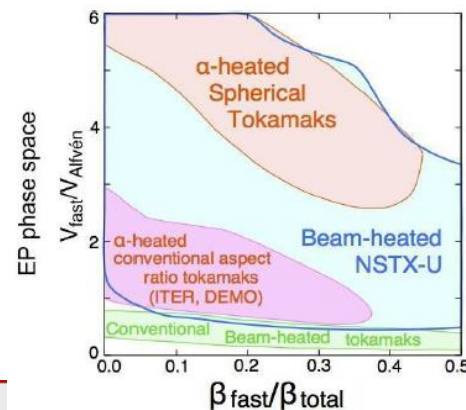 EP phase space
V_fast/V_Alfvén
6
4
2
0
α-heated
Spherical
Tokamaks
Beam-heated
NSTX-U
α-heated
conventional aspect
ratio tokamaks
(ITER, DEMO)
Conventional Beam-heated tokamaks
0.0 0.1 0.2 0.3 0.4 0.5
β_fast/β_total